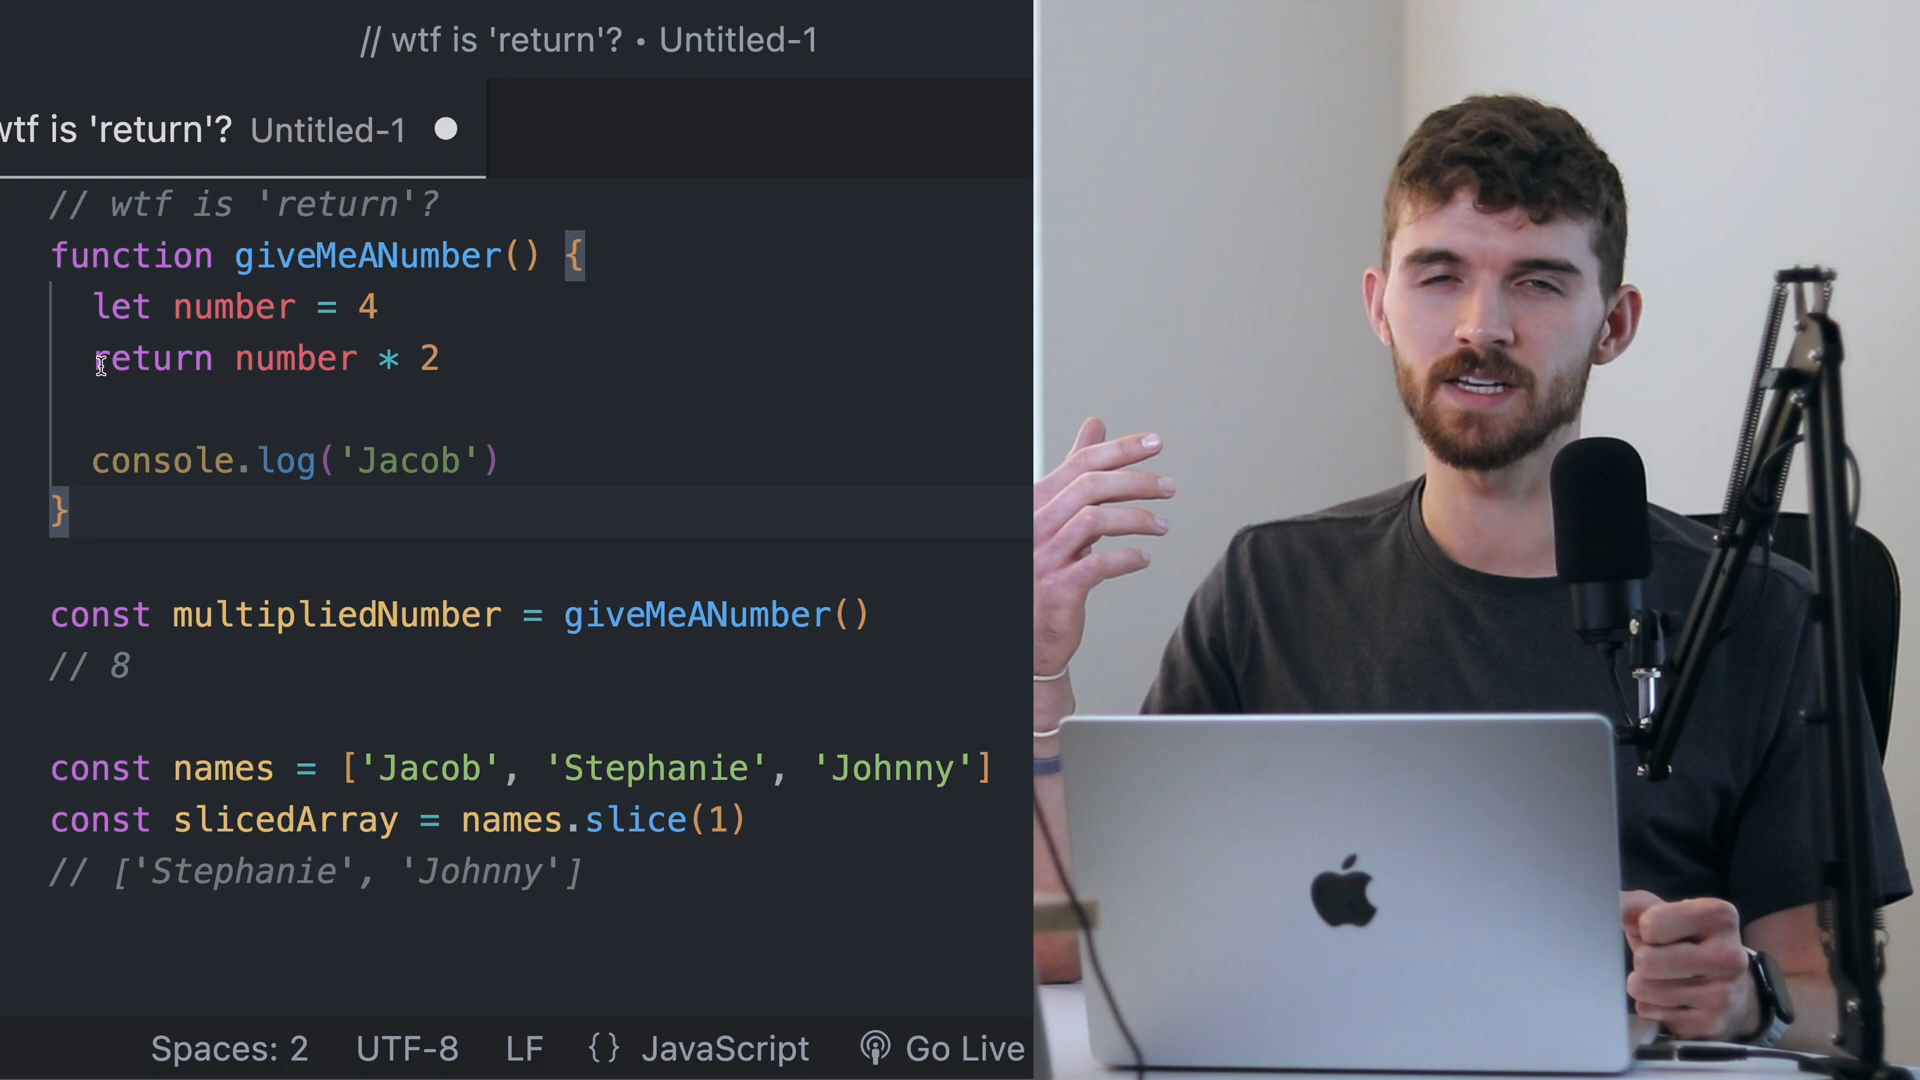 // wtf is 'return'? • Untitled-1
wtf is 'return'? Untitled-1
// wtf is 'return'?
function giveMeANumber() {
let number = 4
return number * 2
console.log('Jacob')
}
const multipliedNumber = giveMeANumber()
// 8
const names = ['Jacob', 'Stephanie', 'Johnny']
const slicedArray = names.slice(1)
// ['Stephanie', 'Johnny']
Spaces: 2 UTF-8 LF {} JavaScript Go Live